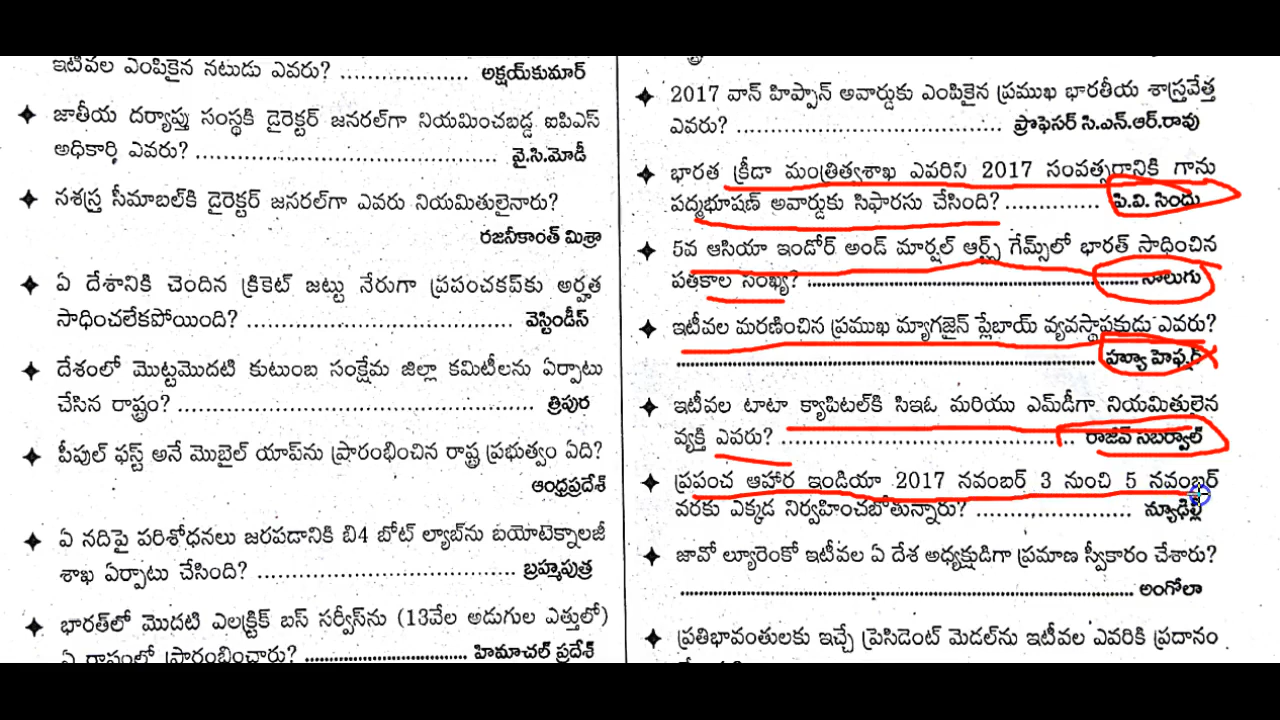 ఇటీవల ఎంపికైన నటుడు ఎవరు? .................. అక్షయ్‌కుమార్
✦ జాతీయ దర్యాప్తు సంస్థకి డైరెక్టర్ జనరల్‌గా నియమించబడ్డ ఐపిఎస్
అధికారి ఎవరు? .......................................... వై.సి.మోదీ
✦ సశస్త్ర సీమాబల్‌కి డైరెక్టర్ జనరల్‌గా ఎవరు నియమితులైనారు?
రజనీకాంత్ మిశ్రా
✦ ఏ దేశానికి చెందిన క్రికెట్ జట్టు నేరుగా ప్రపంచకప్‌కు అర్హత
సాధించలేకపోయింది? ..................................... వెస్టిండీస్
✦ దేశంలో మొట్టమొదటి కుటుంబ సంక్షేమ జిల్లా కమిటీలను ఏర్పాటు
చేసిన రాష్ట్రం? ................................................. త్రిపుర
✦ పీపుల్ ఫస్ట్ అనే మొబైల్ యాప్‌ను ప్రారంభించిన రాష్ట్ర ప్రభుత్వం ఏది?
ఆంధ్రప్రదేశ్
✦ ఏ నదిపై పరిశోధనలు జరపడానికి బి4 బోట్ ల్యాబ్‌ను బయోటెక్నాలజీ
శాఖ ఏర్పాటు చేసింది? ................................... బ్రహ్మపుత్ర
✦ భారత్‌లో మొదటి ఎలక్ట్రిక్ బస్ సర్వీస్‌ను (13వేల అడుగుల ఎత్తులో)
ఏ రాష్ట్రంలో ప్రారంభించారు? ...................... హిమాచల్ ప్రదేశ్
✦ 2017 వాన్ హిప్పాన్ అవార్డుకు ఎంపికైన ప్రముఖ భారతీయ శాస్త్రవేత్త
ఎవరు? ..................................... ప్రొఫెసర్ సి.ఎన్.ఆర్.రావు
✦ భారత క్రీడా మంత్రిత్వశాఖ ఎవరిని 2017 సంవత్సరానికి గాను
పద్మభూషణ్ అవార్డుకు సిఫారసు చేసింది? .............. పి.వి. సిందు
✦ 5వ ఆసియా ఇండోర్ అండ్ మార్షల్ ఆర్ట్స్ గేమ్స్‌లో భారత్ సాధించిన
పతకాల సంఖ్య? ................................................ నాలుగు
✦ ఇటీవల మరణించిన ప్రముఖ మ్యాగజైన్ ప్లేబాయ్ వ్యవస్థాపకుడు ఎవరు?
............................................................ హ్యూ హెఫ్నర్
✦ ఇటీవల టాటా క్యాపిటల్‌కి సిఇఓ మరియు ఎమ్‌డీగా నియమితులైన
వ్యక్తి ఎవరు? .......................................... రాజీవ్ సబర్వాల్
✦ ప్రపంచ ఆహార ఇండియా 2017 నవంబర్ 3 నుంచి 5 నవంబర్
వరకు ఎక్కడ నిర్వహించబోతున్నారు? ...................... న్యూఢిల్లీ
✦ జావో ల్యూరెంకో ఇటీవల ఏ దేశ అధ్యక్షుడిగా ప్రమాణ స్వీకారం చేశారు?
................................................................ అంగోలా
✦ ప్రతిభావంతులకు ఇచ్చే ప్రెసిడెంట్ మెడల్‌ను ఇటీవల ఎవరికి ప్రదానం